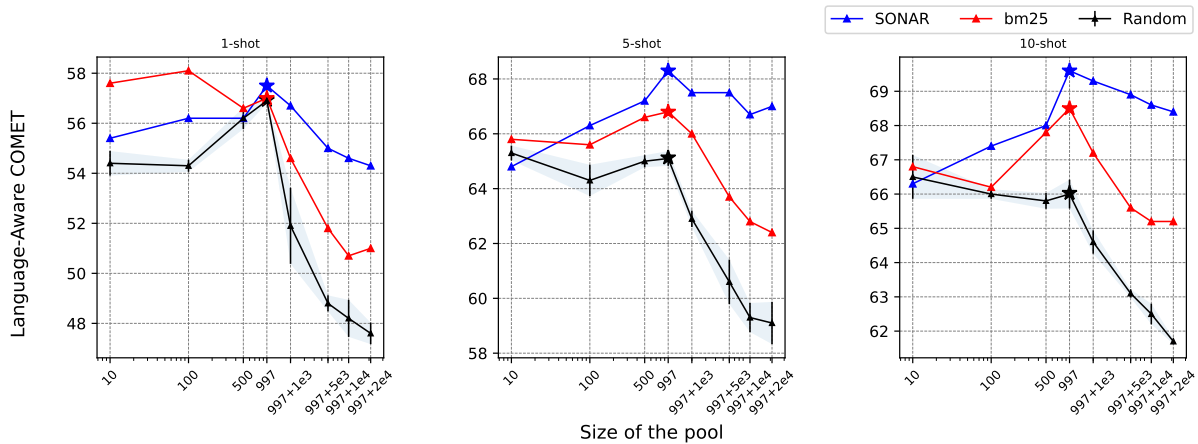 SONAR bm25 Random
1-shot 5-shot 10-shot
Language-Aware COMET
58
56
54
52
50
48
10 100 500 997 997+1e3 997+5e3 997+1e4 997+2e4
68
66
64
62
60
58
10 100 500 997 997+1e3 997+5e3 997+1e4 997+2e4
69
68
67
66
65
64
63
62
10 100 500 997 997+1e3 997+5e3 997+1e4 997+2e4
Size of the pool